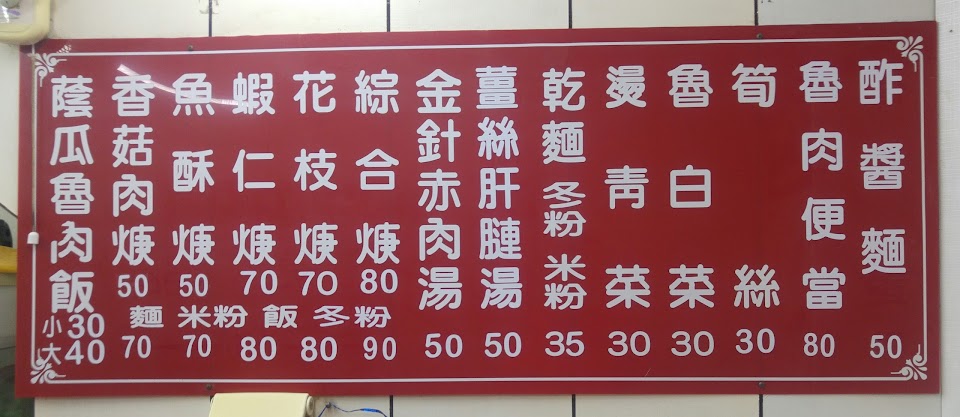 蔭瓜魯肉飯
小30
大40
香菇肉焿 50
魚酥焿 50
蝦仁焿 70
花枝焿 70
綜合焿 80
麵 米粉 飯 冬粉
70 70 80 80 90
金針赤肉湯 50
薑絲肝腱湯 50
乾麵 冬粉 米粉 35
燙青菜 30
魯白菜 30
筍絲 30
魯肉便當 80
酢醬麵 50